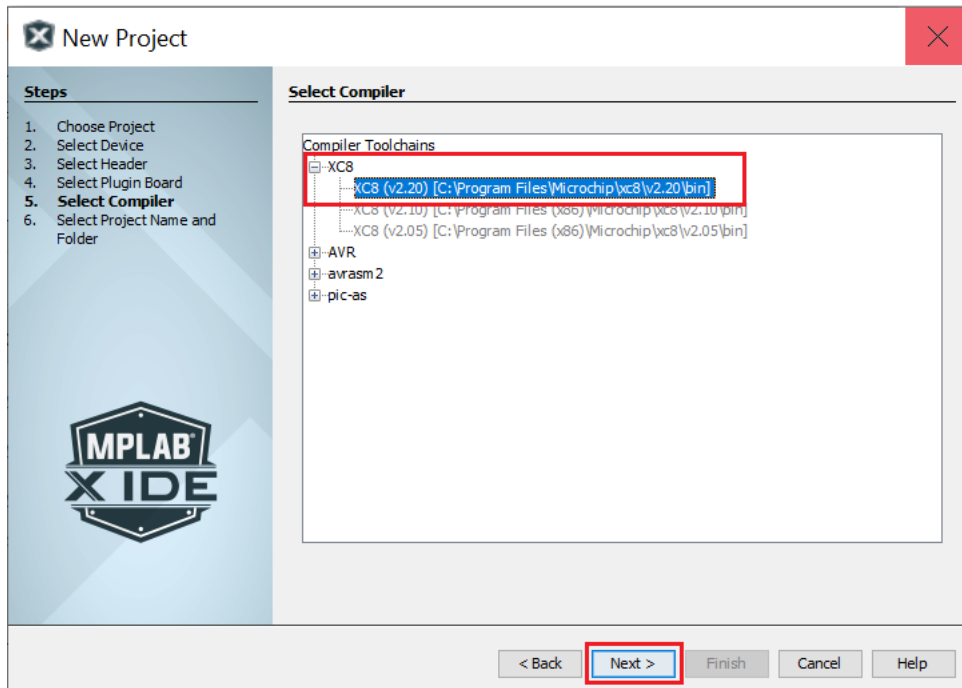 New Project
Steps
1. Choose Project
2. Select Device
3. Select Header
4. Select Plugin Board
5. Select Compiler
6. Select Project Name and
Folder
MPLAB®
X IDE
Select Compiler
Compiler Toolchains
XC8
XC8 (v2.20) [C:\Program Files\Microchip\xc8\v2.20\bin]
XC8 (v2.10) [C:\Program Files (x86)\Microchip\xc8\v2.10\bin]
XC8 (v2.05) [C:\Program Files (x86)\Microchip\xc8\v2.05\bin]
AVR
avrasm2
pic-as
< Back Next > Finish Cancel Help